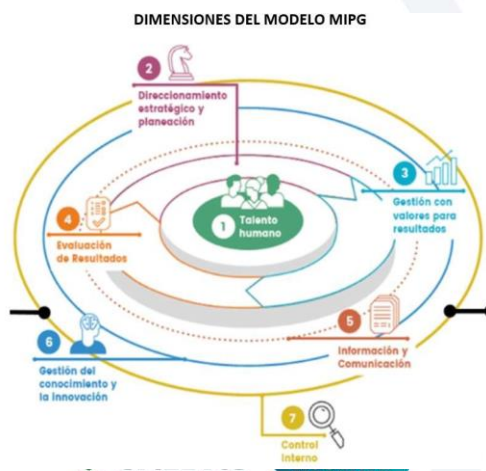 DIMENSIONES DEL MODELO MIPG
2
Direccionamiento
estratégico y
planeación
3
Gestión con
valores para
resultados
1 Talento
humano
4
Evaluación
de Resultados
5
Información y
Comunicación
6
Gestión del
conocimiento y
la innovación
7
Control
Interno